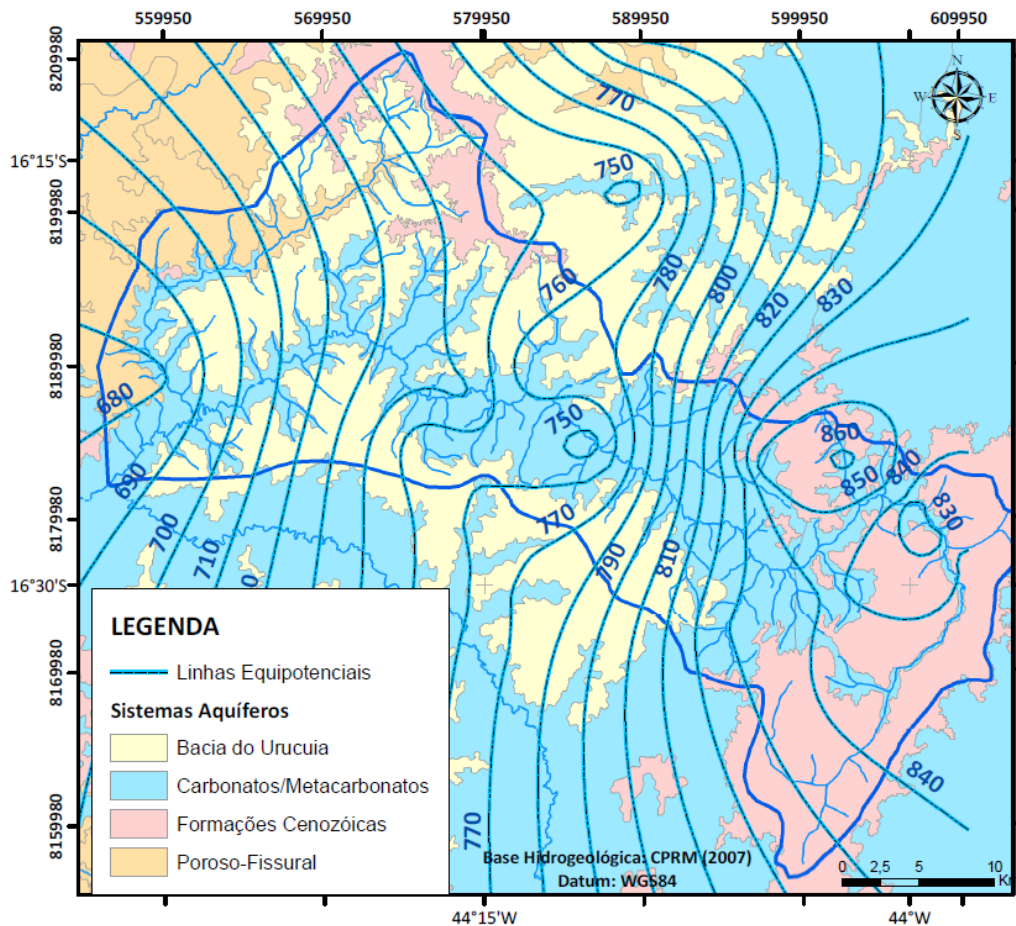 559950 569950 579950 589950 599950 609950
8209980
8199980
8189980
8179980
8169980
8159980
16°15'S
16°30'S
N
W E
S
770
750
760
780
800
820
830
680
750
860
850
840
830
690
770
700
710
0
790
810
840
770
LEGENDA
Linhas Equipotenciais
Sistemas Aquíferos
Bacia do Urucuia
Carbonatos/Metacarbonatos
Formações Cenozóicas
Poroso-Fissural
Base Hidrogeológica: CPRM (2007)
Datum: WGS84
0 2,5 5 10
K
44°15'W 44°W